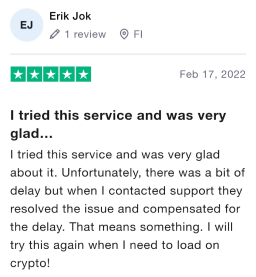 EJ
Erik Jok
1 review
FI
Feb 17, 2022
I tried this service and was very
glad...
I tried this service and was very glad
about it. Unfortunately, there was a bit of
delay but when I contacted support they
resolved the issue and compensated for
the delay. That means something. I will
try this again when I need to load on
crypto!